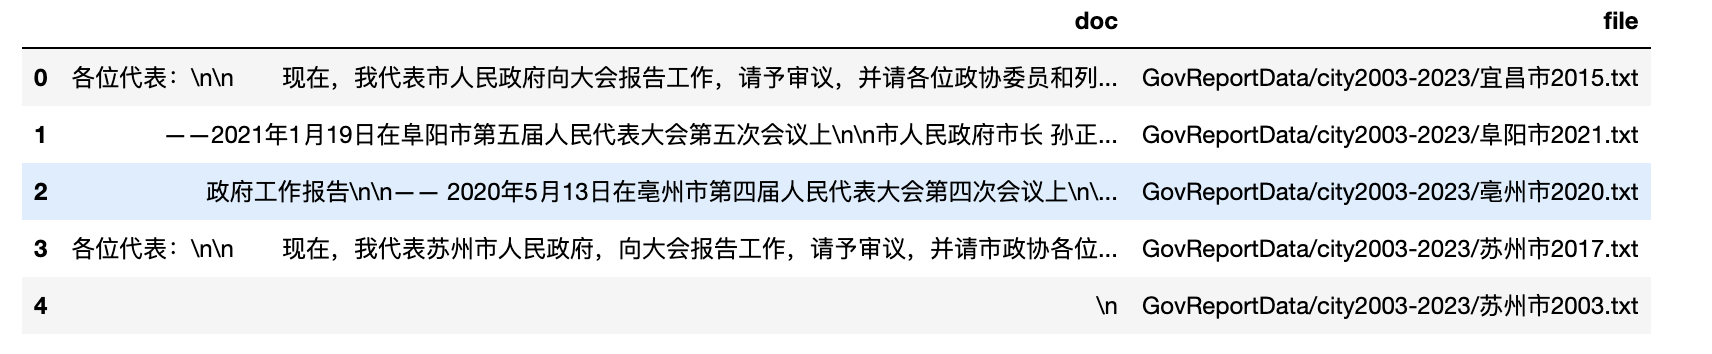 doc file
0 各位代表：\n\n　　现在，我代表市人民政府向大会报告工作，请予审议，并请各位政协委员和列... GovReportData/city2003-2023/宜昌市2015.txt
1 ——2021年1月19日在阜阳市第五届人民代表大会第五次会议上\n\n市人民政府市长 孙正... GovReportData/city2003-2023/阜阳市2021.txt
2 政府工作报告\n\n—— 2020年5月13日在亳州市第四届人民代表大会第四次会议上\n\... GovReportData/city2003-2023/亳州市2020.txt
3 各位代表：\n\n　　现在，我代表苏州市人民政府，向大会报告工作，请予审议，并请市政协各位... GovReportData/city2003-2023/苏州市2017.txt
4 \n GovReportData/city2003-2023/苏州市2003.txt